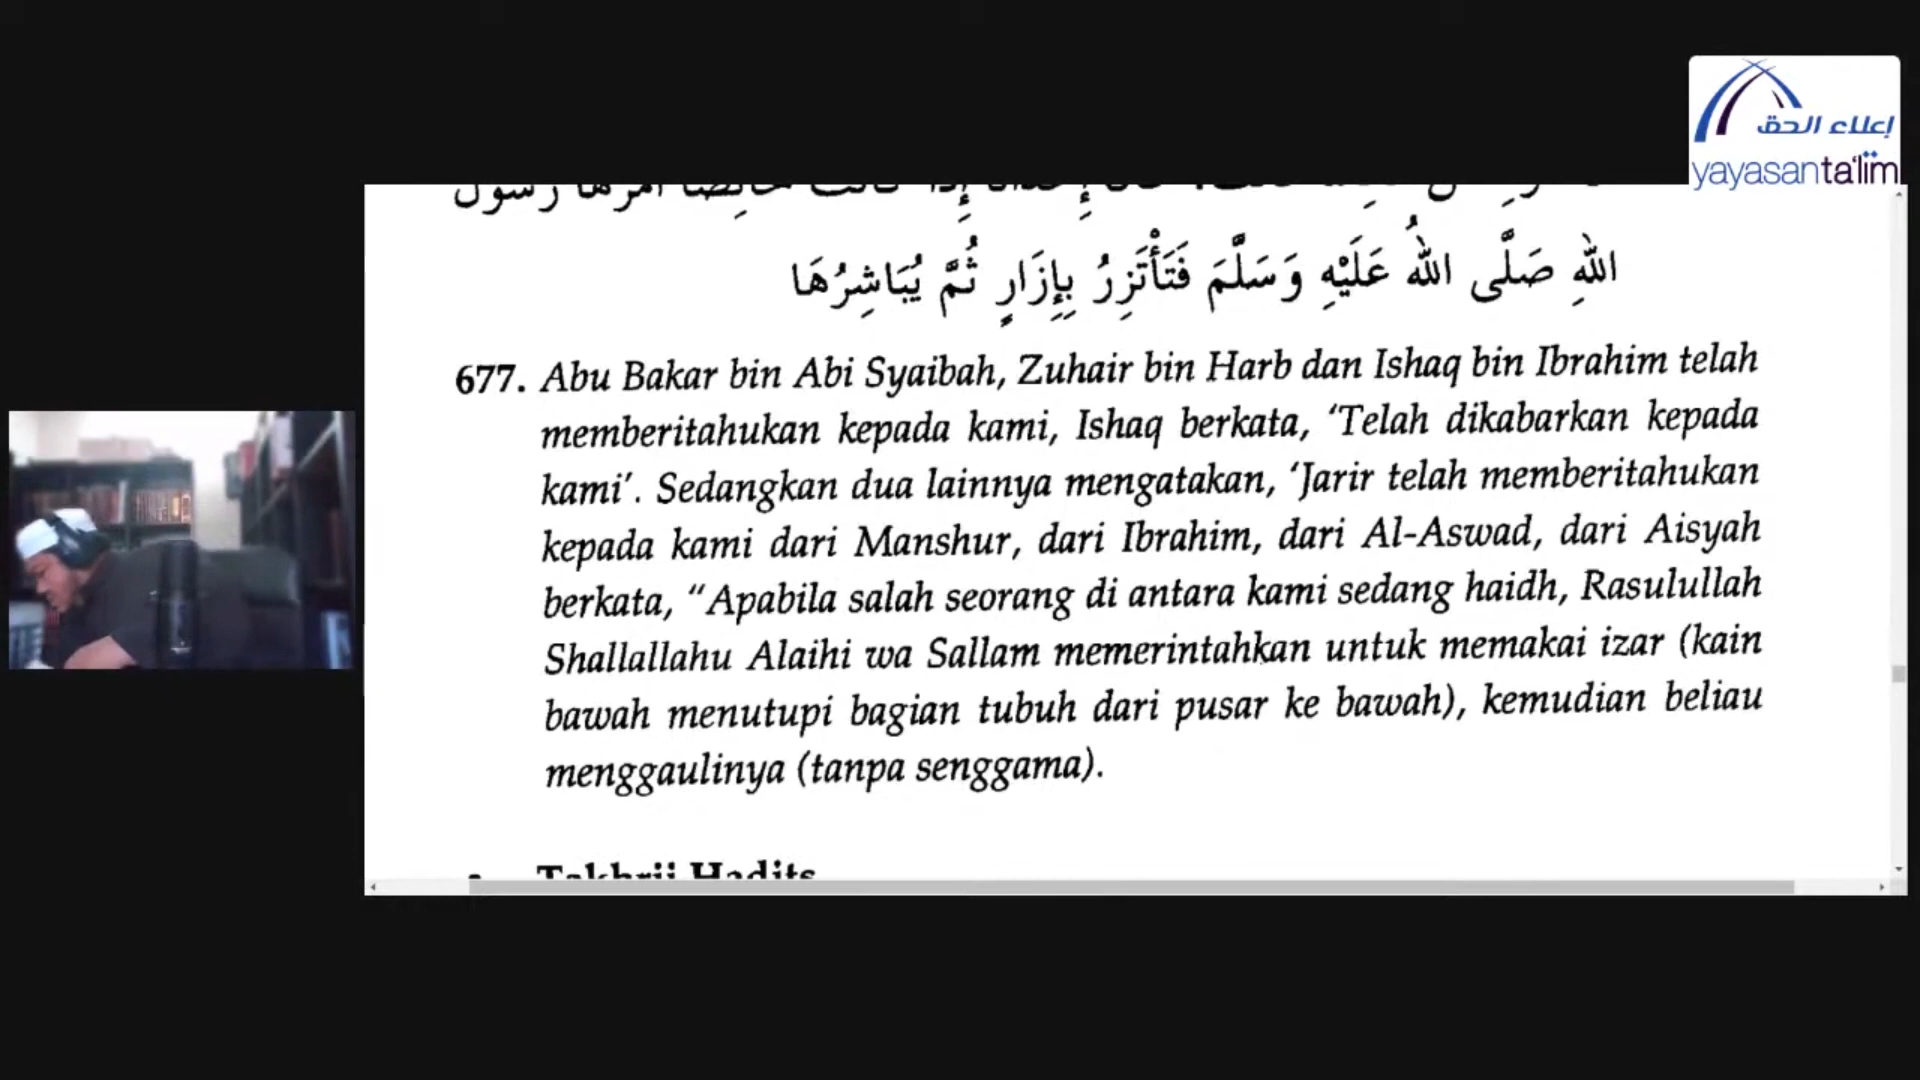 إعلاء الحق
yayasanta'lim
اللهِ صَلَّى اللهُ عَلَيْهِ وَسَلَّمَ فَتَأْتَزِرُ بِإِزَارٍ ثُمَّ يُبَاشِرُهَا
677. Abu Bakar bin Abi Syaibah, Zuhair bin Harb dan Ishaq bin Ibrahim telah
memberitahukan kepada kami, Ishaq berkata, ‘Telah dikabarkan kepada
kami’. Sedangkan dua lainnya mengatakan, ‘Jarir telah memberitahukan
kepada kami dari Manshur, dari Ibrahim, dari Al-Aswad, dari Aisyah
berkata, “Apabila salah seorang di antara kami sedang haidh, Rasulullah
Shallallahu Alaihi wa Sallam memerintahkan untuk memakai izar (kain
bawah menutupi bagian tubuh dari pusar ke bawah), kemudian beliau
menggaulinya (tanpa senggama).
Takhrij Hadits